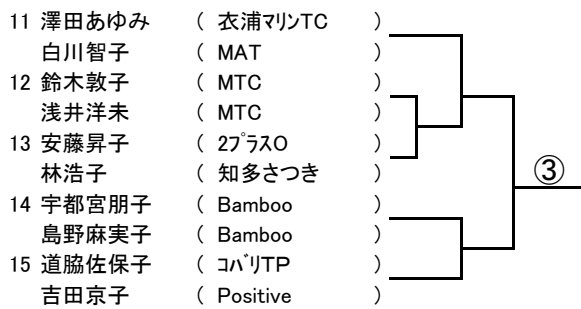 11 澤田あゆみ ( 衣浦マリンTC )
白川智子 ( MAT )
12 鈴木敦子 ( MTC )
浅井洋未 ( MTC )
13 安藤昇子 ( 2プラスO )
林浩子 ( 知多さつき )
③
14 宇都宮朋子 ( Bamboo )
島野麻実子 ( Bamboo )
15 道脇佐保子 ( コバリTP )
吉田京子 ( Positive )